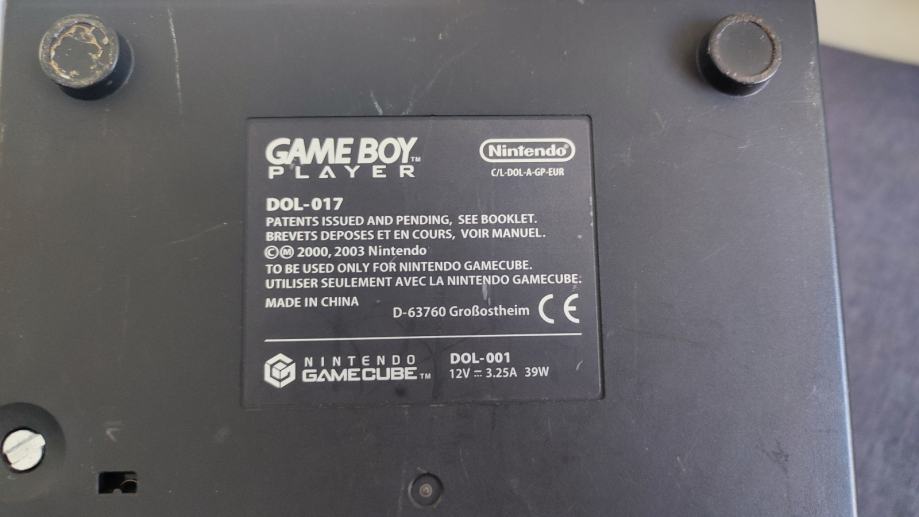 GAME BOY™
PLAYER
Nintendo®
C/L-DOL-A-GP-EUR
DOL-017
PATENTS ISSUED AND PENDING, SEE BOOKLET.
BREVETS DEPOSES ET EN COURS, VOIR MANUEL.
©Ⓜ 2000, 2003 Nintendo
TO BE USED ONLY FOR NINTENDO GAMECUBE.
UTILISER SEULEMENT AVEC LA NINTENDO GAMECUBE.
MADE IN CHINA
D-63760 Großostheim CE
NINTENDO
GAMECUBE™
DOL-001
12V ⎓ 3.25A 39W